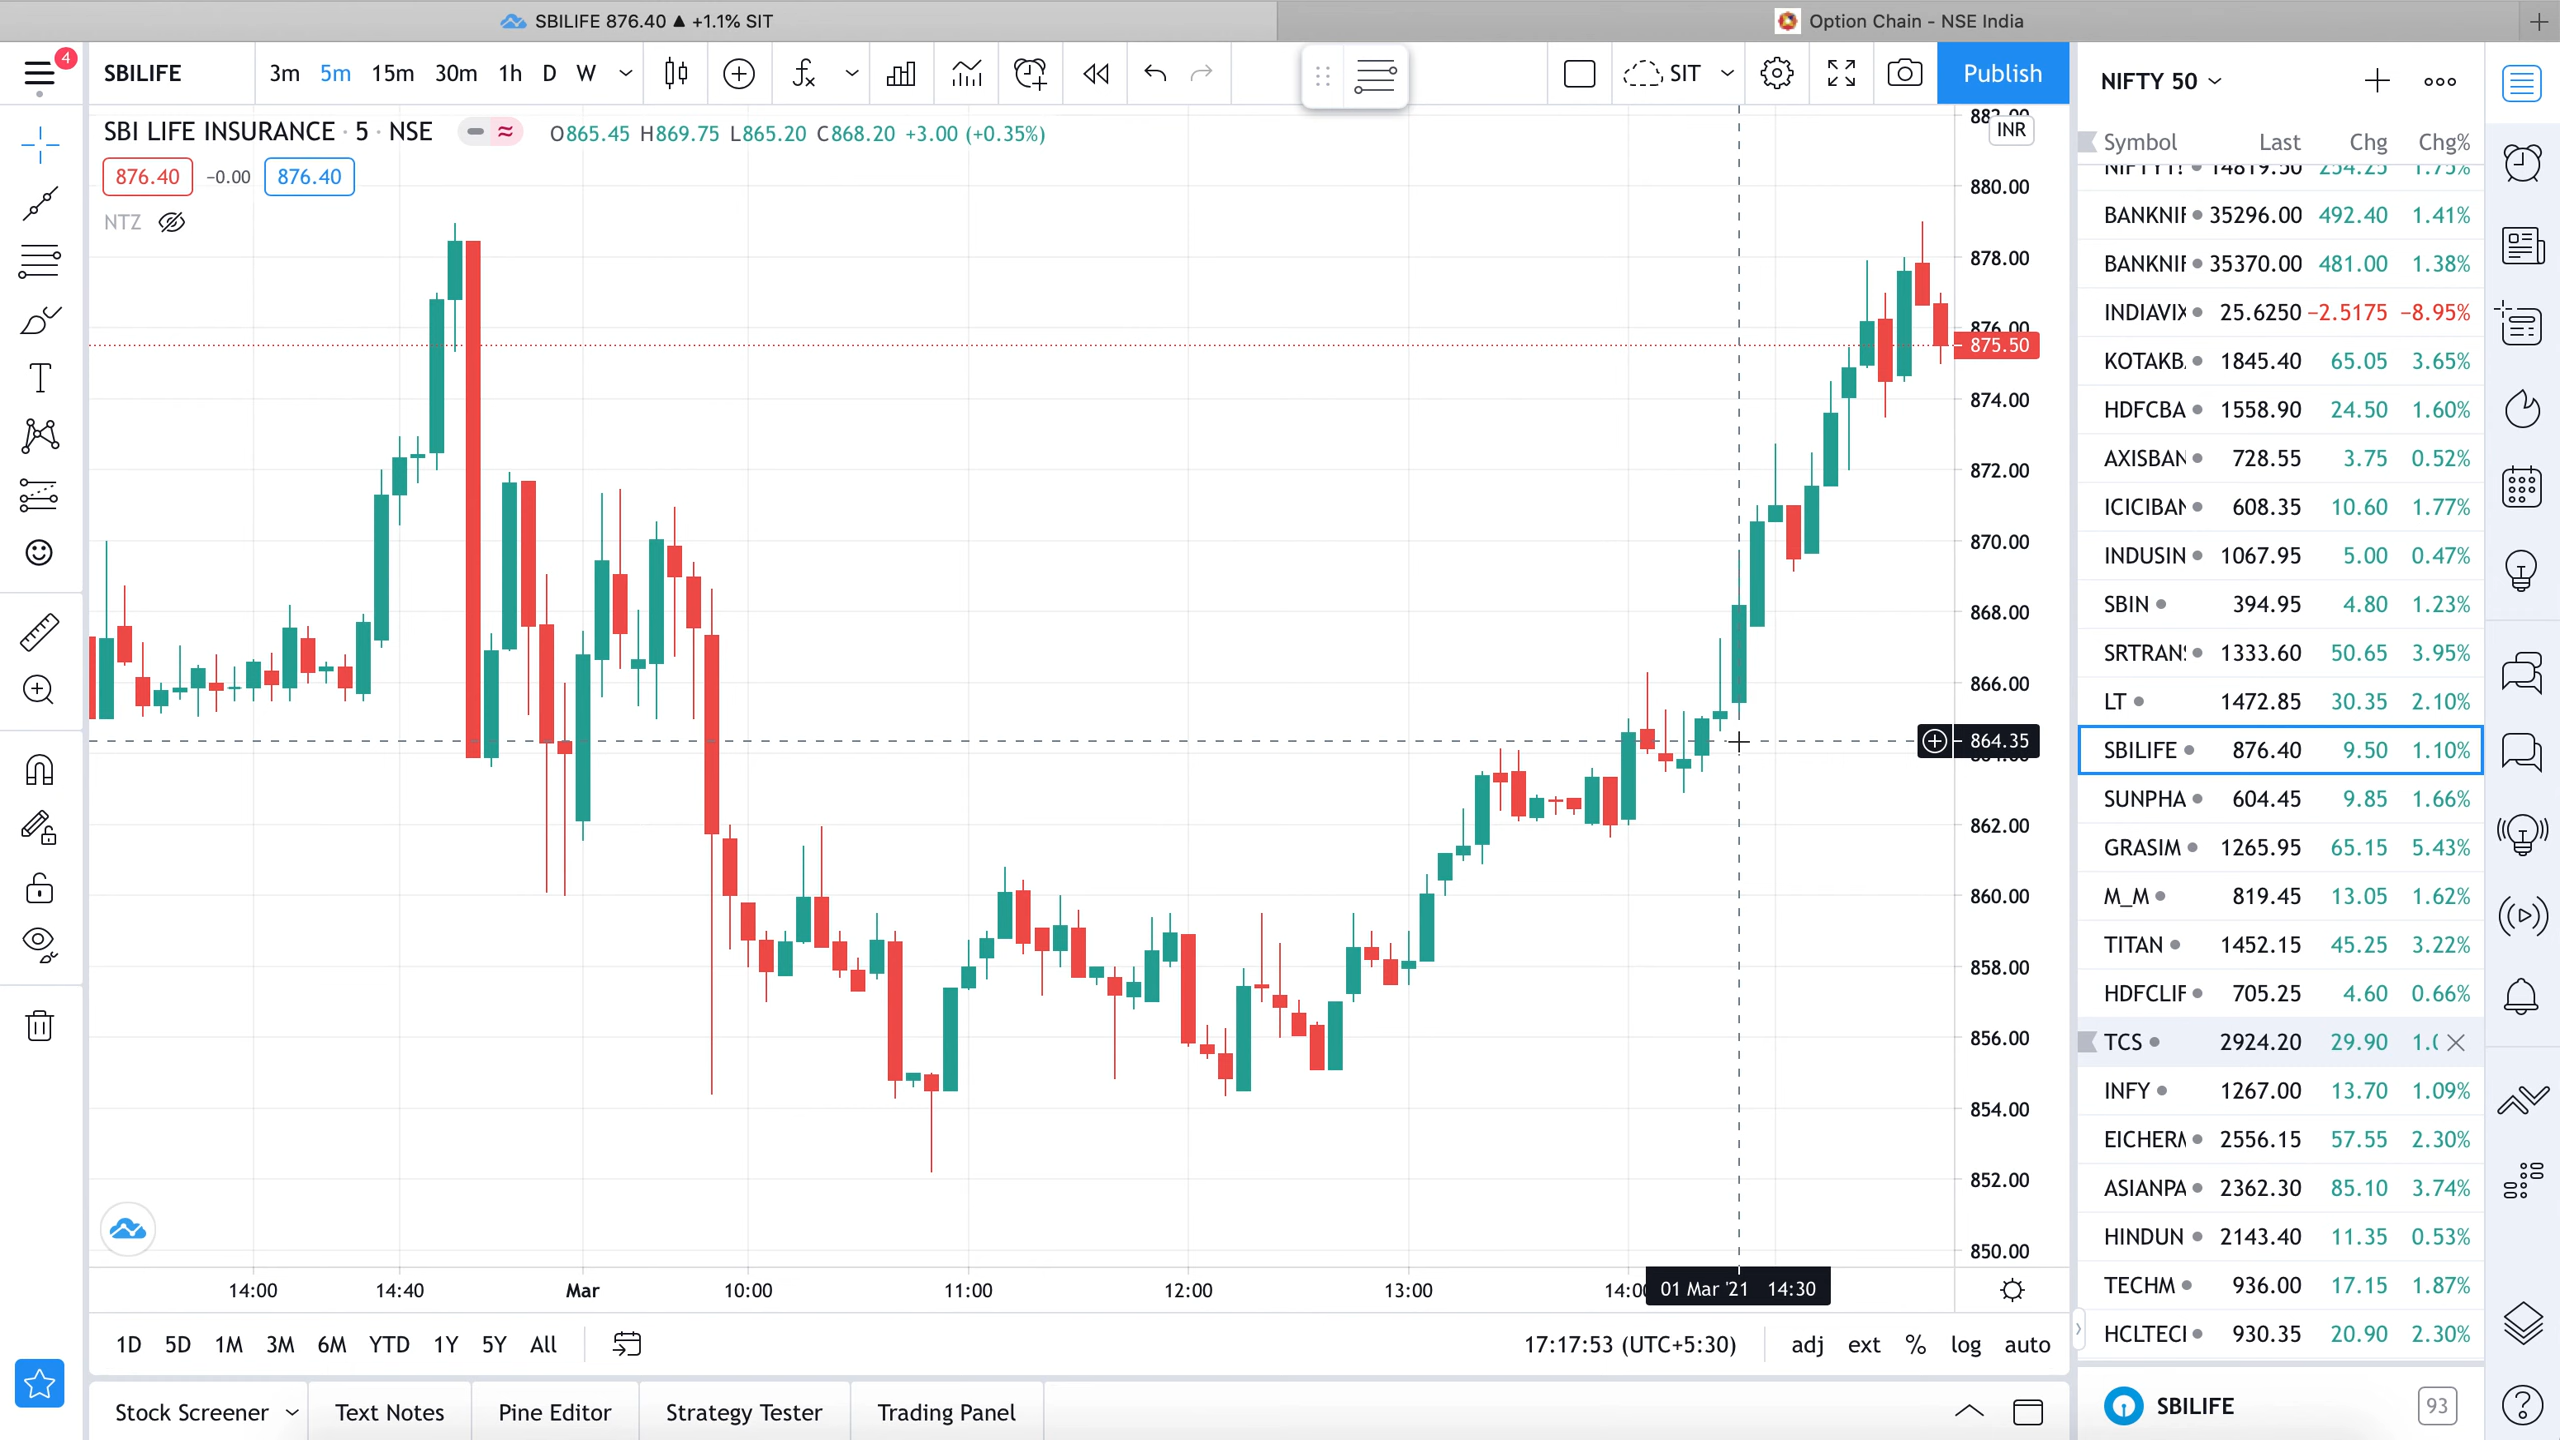 SBILIFE 876.40 ▲ +1.1% SIT
Option Chain - NSE India
4
SBILIFE 3m 5m 15m 30m 1h D W SIT Publish
NIFTY 50
SBI LIFE INSURANCE · 5 · NSE O865.45 H869.75 L865.20 C868.20 +3.00 (+0.35%)
876.40 −0.00 876.40
NTZ
882.00
INR
880.00
878.00
876.00
875.50
874.00
872.00
870.00
868.00
866.00
864.35
862.00
860.00
858.00
856.00
854.00
852.00
850.00
14:00 14:40 Mar 10:00 11:00 12:00 13:00 14:00 01 Mar '21 14:30
1D 5D 1M 3M 6M YTD 1Y 5Y All 17:17:53 (UTC+5:30) adj ext % log auto
Stock Screener Text Notes Pine Editor Strategy Tester Trading Panel
Symbol Last Chg Chg%
NIFTY1! 14819.50 254.25 1.75%
BANKNIF 35296.00 492.40 1.41%
BANKNIF 35370.00 481.00 1.38%
INDIAVIX 25.6250 −2.5175 −8.95%
KOTAKB 1845.40 65.05 3.65%
HDFCBA 1558.90 24.50 1.60%
AXISBAN 728.55 3.75 0.52%
ICICIBAN 608.35 10.60 1.77%
INDUSIN 1067.95 5.00 0.47%
SBIN 394.95 4.80 1.23%
SRTRANS 1333.60 50.65 3.95%
LT 1472.85 30.35 2.10%
SBILIFE 876.40 9.50 1.10%
SUNPHA 604.45 9.85 1.66%
GRASIM 1265.95 65.15 5.43%
M_M 819.45 13.05 1.62%
TITAN 1452.15 45.25 3.22%
HDFCLIF 705.25 4.60 0.66%
TCS 2924.20 29.90
INFY 1267.00 13.70 1.09%
EICHERM 2556.15 57.55 2.30%
ASIANPA 2362.30 85.10 3.74%
HINDUN 2143.40 11.35 0.53%
TECHM 936.00 17.15 1.87%
HCLTECH 930.35 20.90 2.30%
SBILIFE 93